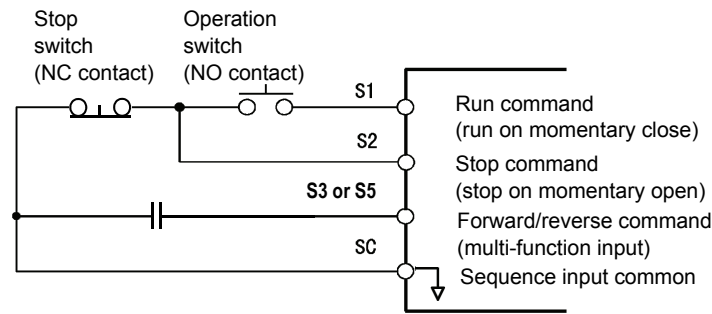 Stop
switch
(NC contact)
Operation
switch
(NO contact)
S1
Run command
(run on momentary close)
S2
Stop command
(stop on momentary open)
S3 or S5
Forward/reverse command
(multi-function input)
SC
Sequence input common